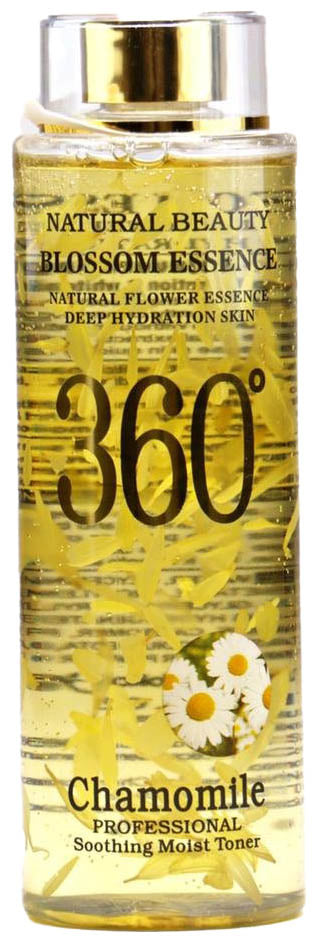 NATURAL BEAUTY
BLOSSOM ESSENCE
NATURAL FLOWER ESSENCE
DEEP HYDRATION SKIN
360°
Chamomile
PROFESSIONAL
Soothing Moist Toner